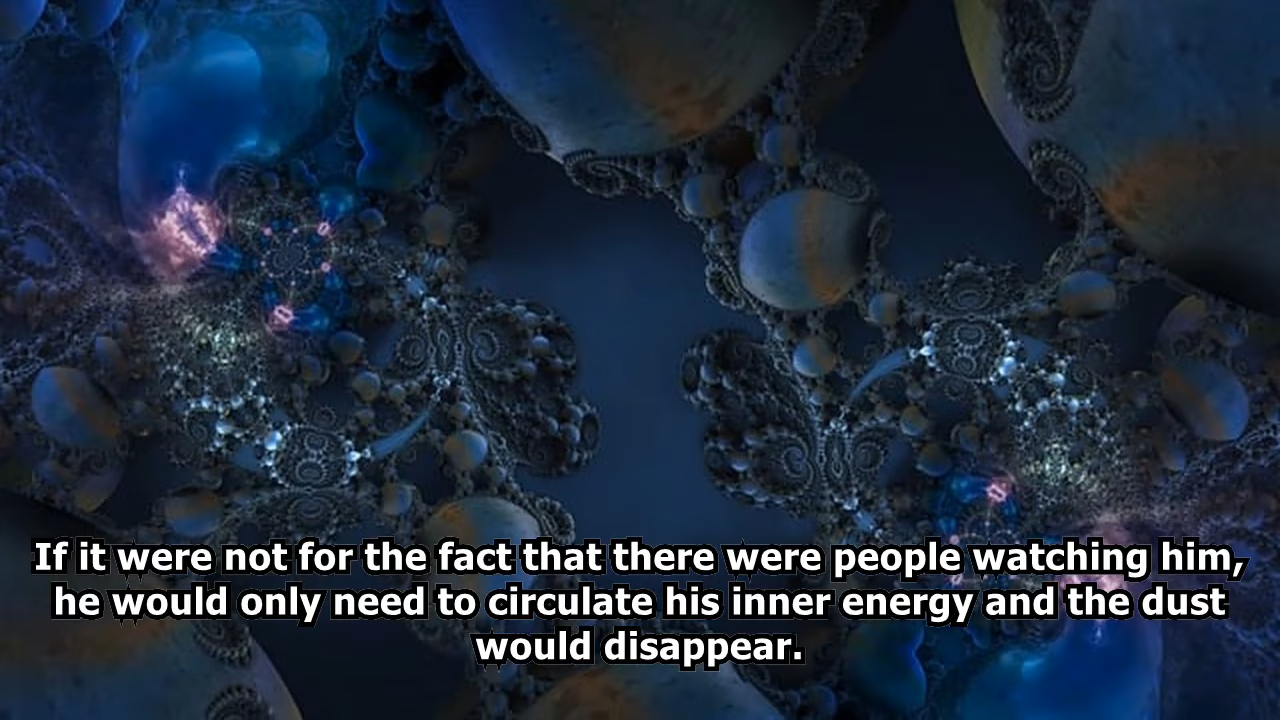 If it were not for the fact that there were people watching him,
he would only need to circulate his inner energy and the dust
would disappear.